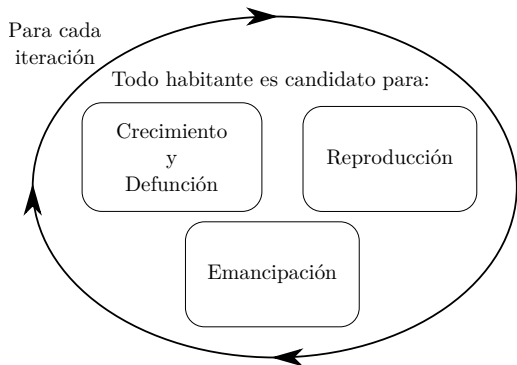 Para cada
iteración
Todo habitante es candidato para:
Crecimiento
y
Defunción
Reproducción
Emancipación